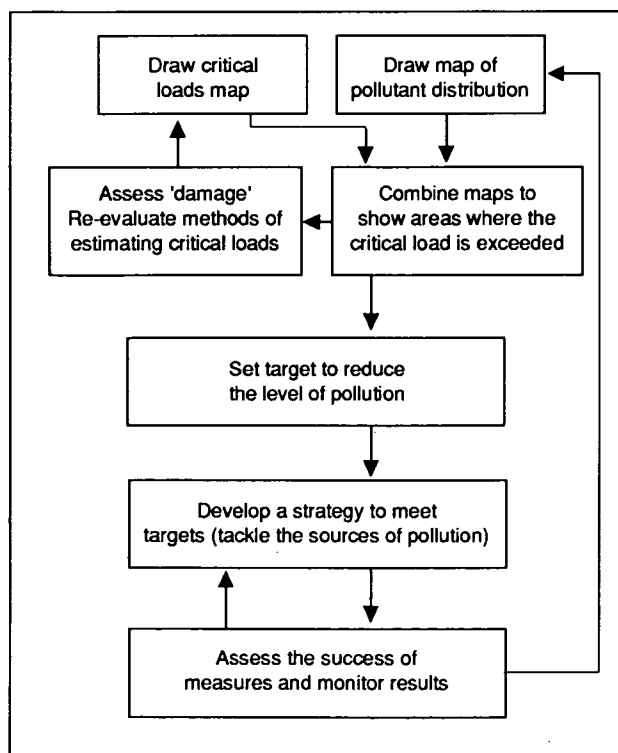 Draw critical
loads map
Draw map of
pollutant distribution
Assess 'damage'
Re-evaluate methods of
estimating critical loads
Combine maps to
show areas where the
critical load is exceeded
Set target to reduce
the level of pollution
Develop a strategy to meet
targets (tackle the sources of pollution)
Assess the success of
measures and monitor results